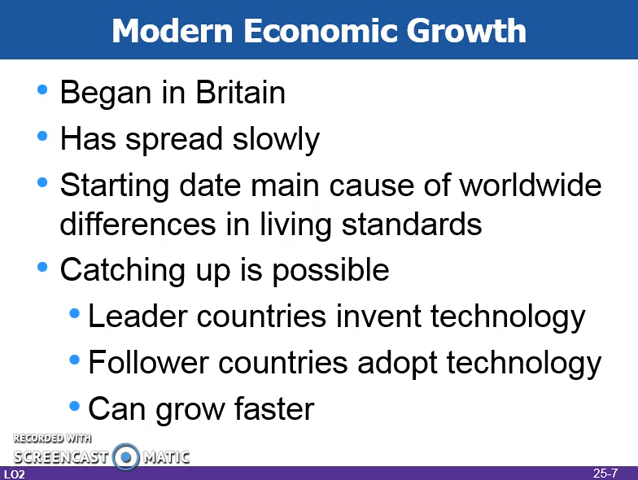 Modern Economic Growth
• Began in Britain
• Has spread slowly
• Starting date main cause of worldwide
differences in living standards
• Catching up is possible
• Leader countries invent technology
• Follower countries adopt technology
• Can grow faster
RECORDED WITH
SCREENCAST MATIC
LO2
25-7